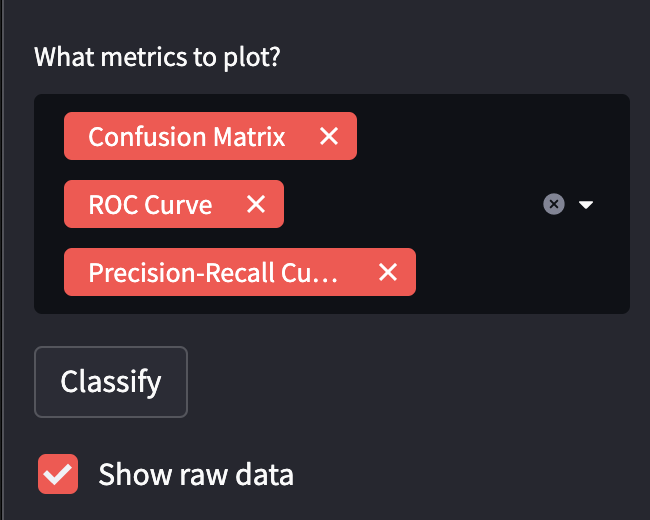 What metrics to plot?
Confusion Matrix
ROC Curve
Precision-Recall Cu...
Classify
Show raw data